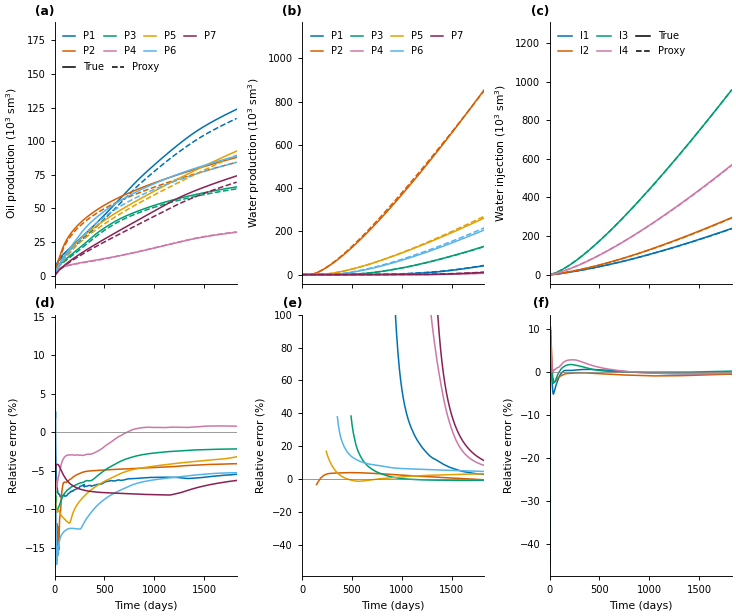 (a)
P1 P3 P5 P7
P2 P4 P6
True Proxy
175
150
125
100
75
50
25
0
Oil production (10³ sm³)
(b)
P1 P3 P5 P7
P2 P4 P6
1000
800
600
400
200
0
Water production (10³ sm³)
(c)
I1 I3 True
I2 I4 Proxy
1200
1000
800
600
400
200
0
Water injection (10³ sm³)
(d)
15
10
5
0
−5
−10
−15
Relative error (%)
0 500 1000 1500
Time (days)
(e)
100
80
60
40
20
0
−20
−40
Relative error (%)
0 500 1000 1500
Time (days)
(f)
10
0
−10
−20
−30
−40
Relative error (%)
0 500 1000 1500
Time (days)